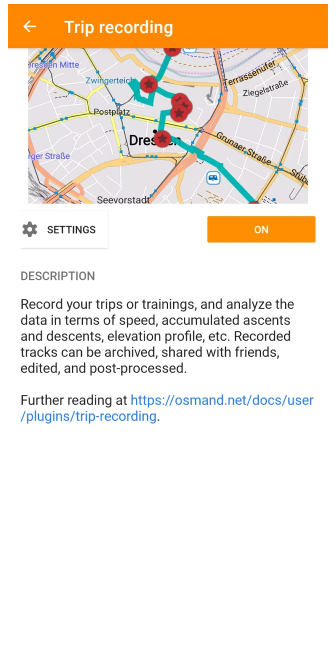 Trip recording
Dresden Mitte
Zwingerteich
Terrassenufer
Ziegelstraße
Postplatz
Dresden
Grunaer Straße
Seevorstadt
SETTINGS
ON
DESCRIPTION
Record your trips or trainings, and analyze the
data in terms of speed, accumulated ascents
and descents, elevation profile, etc. Recorded
tracks can be archived, shared with friends,
edited, and post-processed.
Further reading at https://osmand.net/docs/user
/plugins/trip-recording.